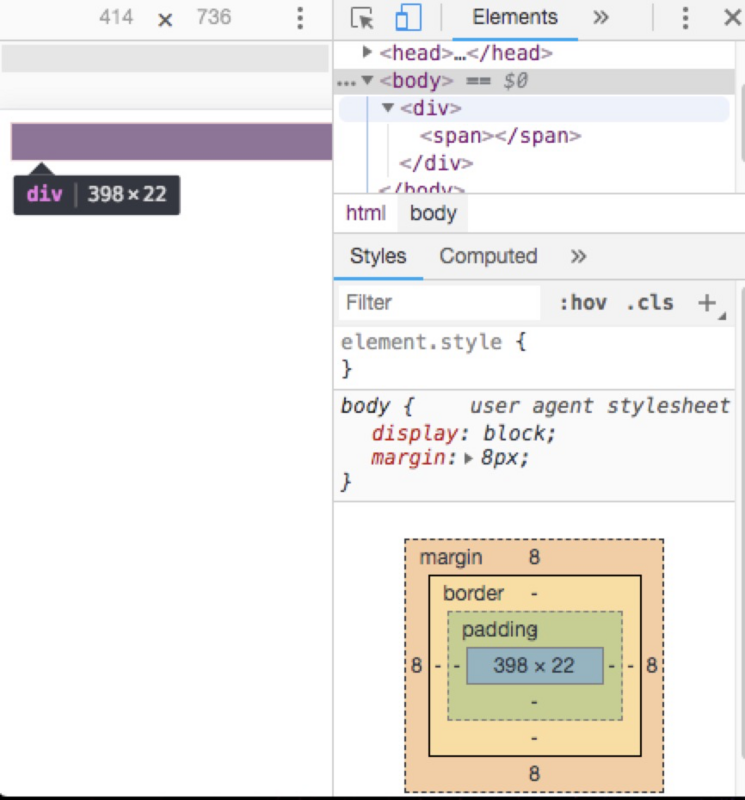 414 × 736
Elements »
▶ <head>…</head>
… ▼ <body> == $0
▼ <div>
<span></span>
</div>
</body>
div 398 × 22
html body
Styles Computed »
Filter :hov .cls +
element.style {
}
body { user agent stylesheet
display: block;
margin: ▶ 8px;
}
margin 8
border -
padding
8 - - 398 × 22 - - 8
-
-
8